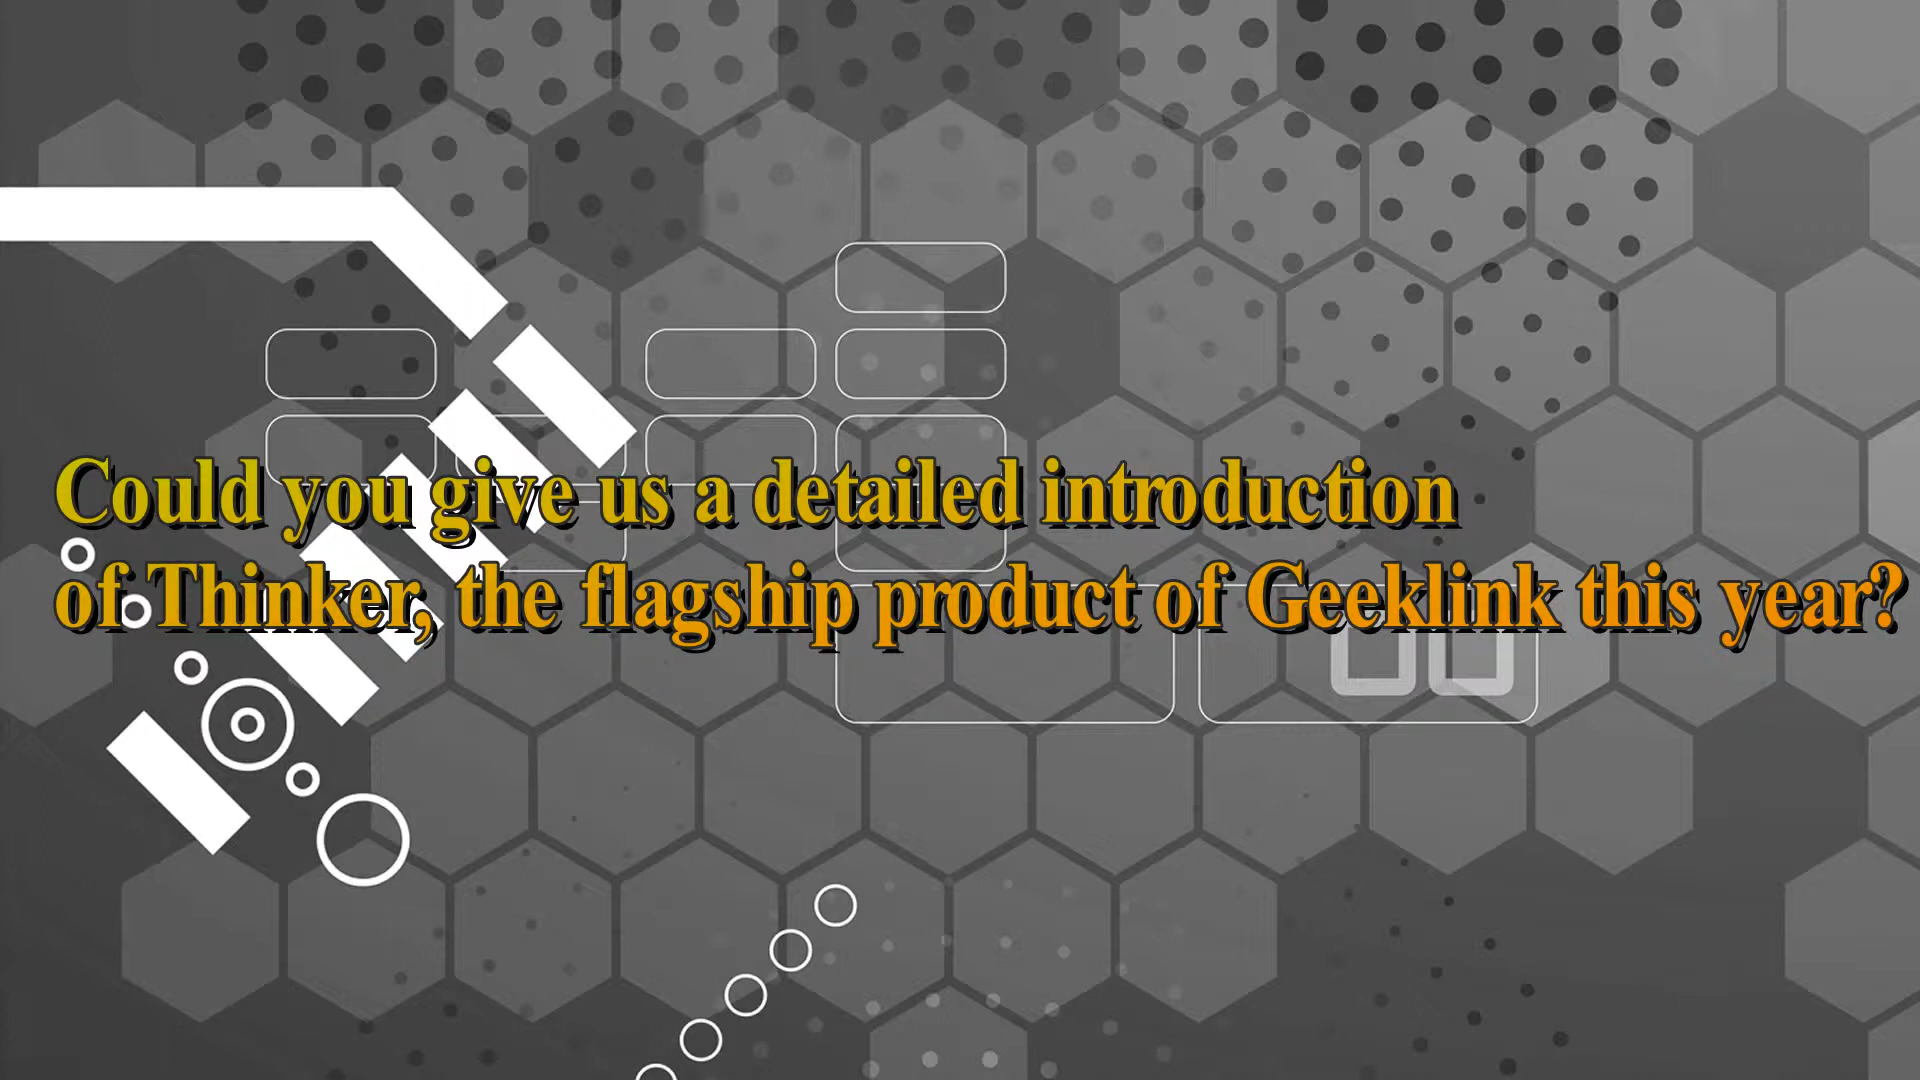 Could you give us a detailed introduction
of Thinker, the flagship product of Geeklink this year?